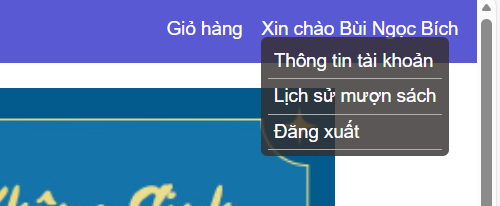 Giỏ hàng
Xin chào Bùi Ngọc Bích
Thông tin tài khoản
Lịch sử mượn sách
Đăng xuất